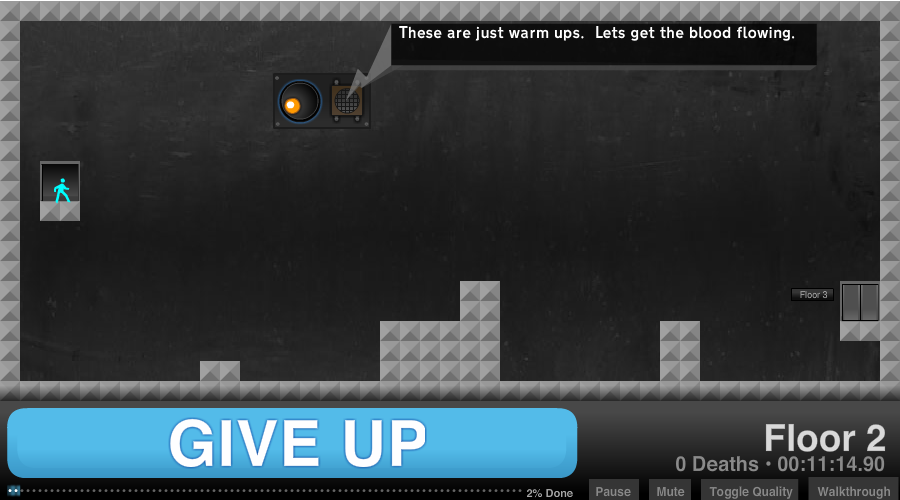 These are just warm ups.  Lets get the blood flowing.
Floor 3
GIVE UP
Floor 2
0 Deaths • 00:11:14.90
2% Done
Pause
Mute
Toggle Quality
Walkthrough